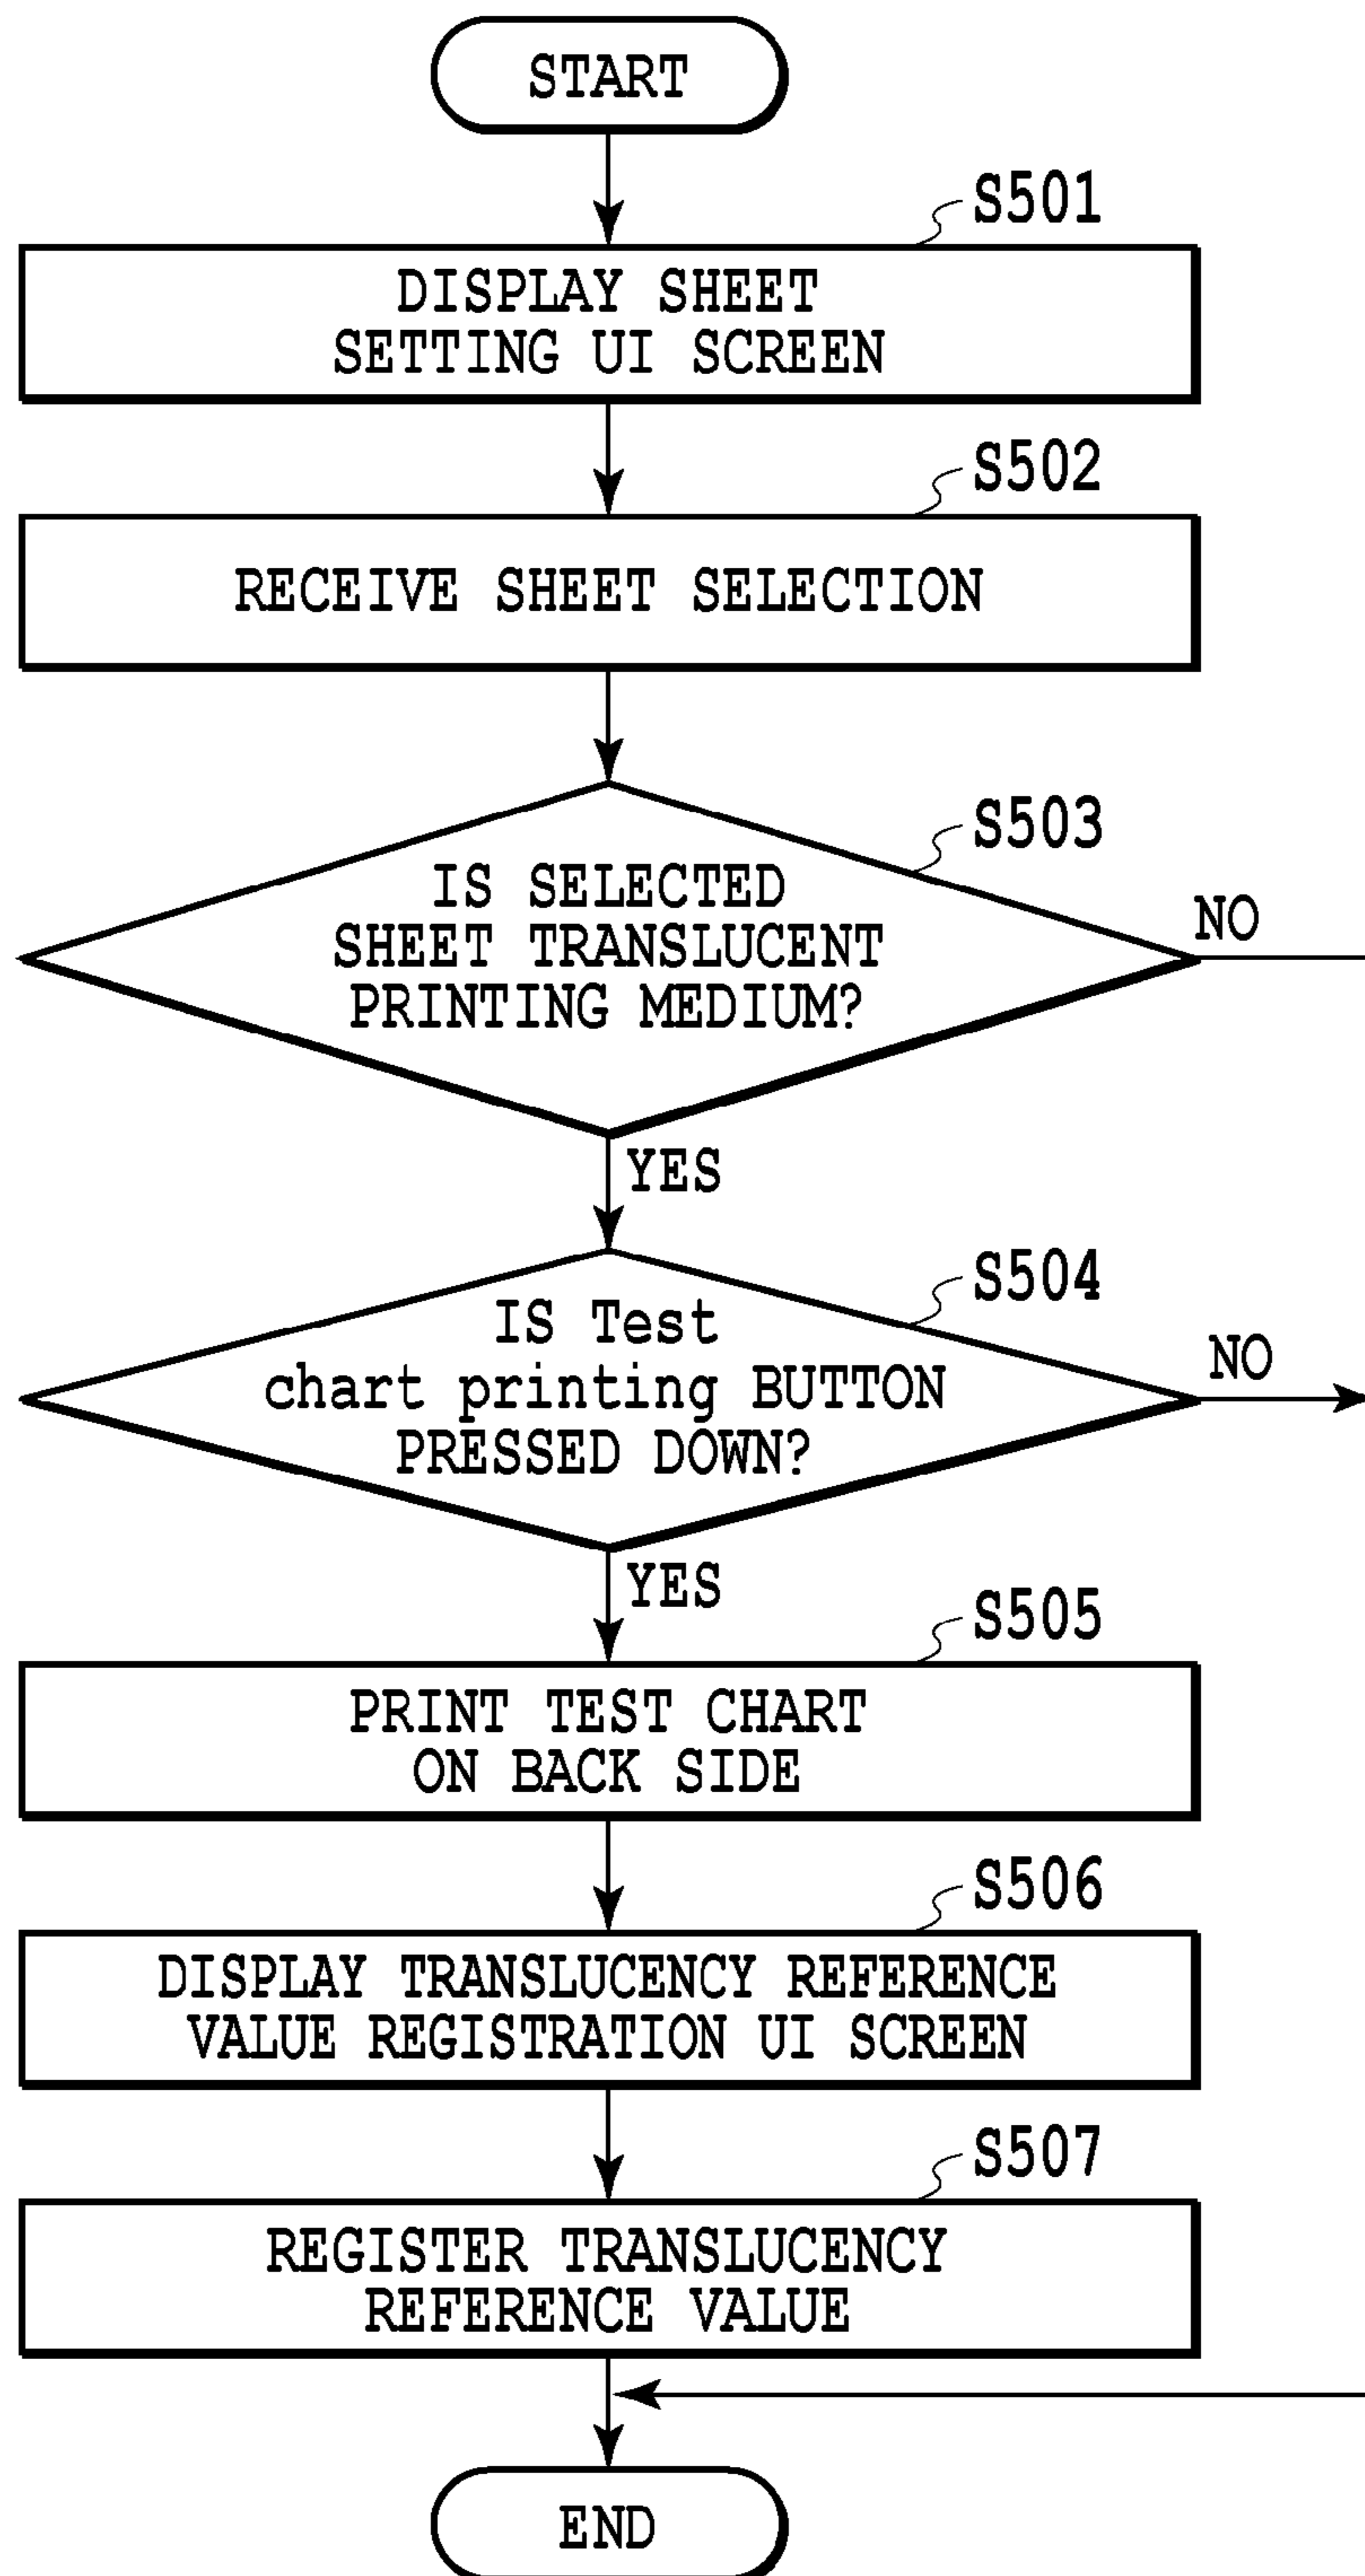 START
S501
DISPLAY SHEET
SETTING UI SCREEN
S502
RECEIVE SHEET SELECTION
S503
IS SELECTED
SHEET TRANSLUCENT
PRINTING MEDIUM?
NO
YES
S504
IS Test
chart printing BUTTON
PRESSED DOWN?
NO
YES
S505
PRINT TEST CHART
ON BACK SIDE
S506
DISPLAY TRANSLUCENCY REFERENCE
VALUE REGISTRATION UI SCREEN
S507
REGISTER TRANSLUCENCY
REFERENCE VALUE
END